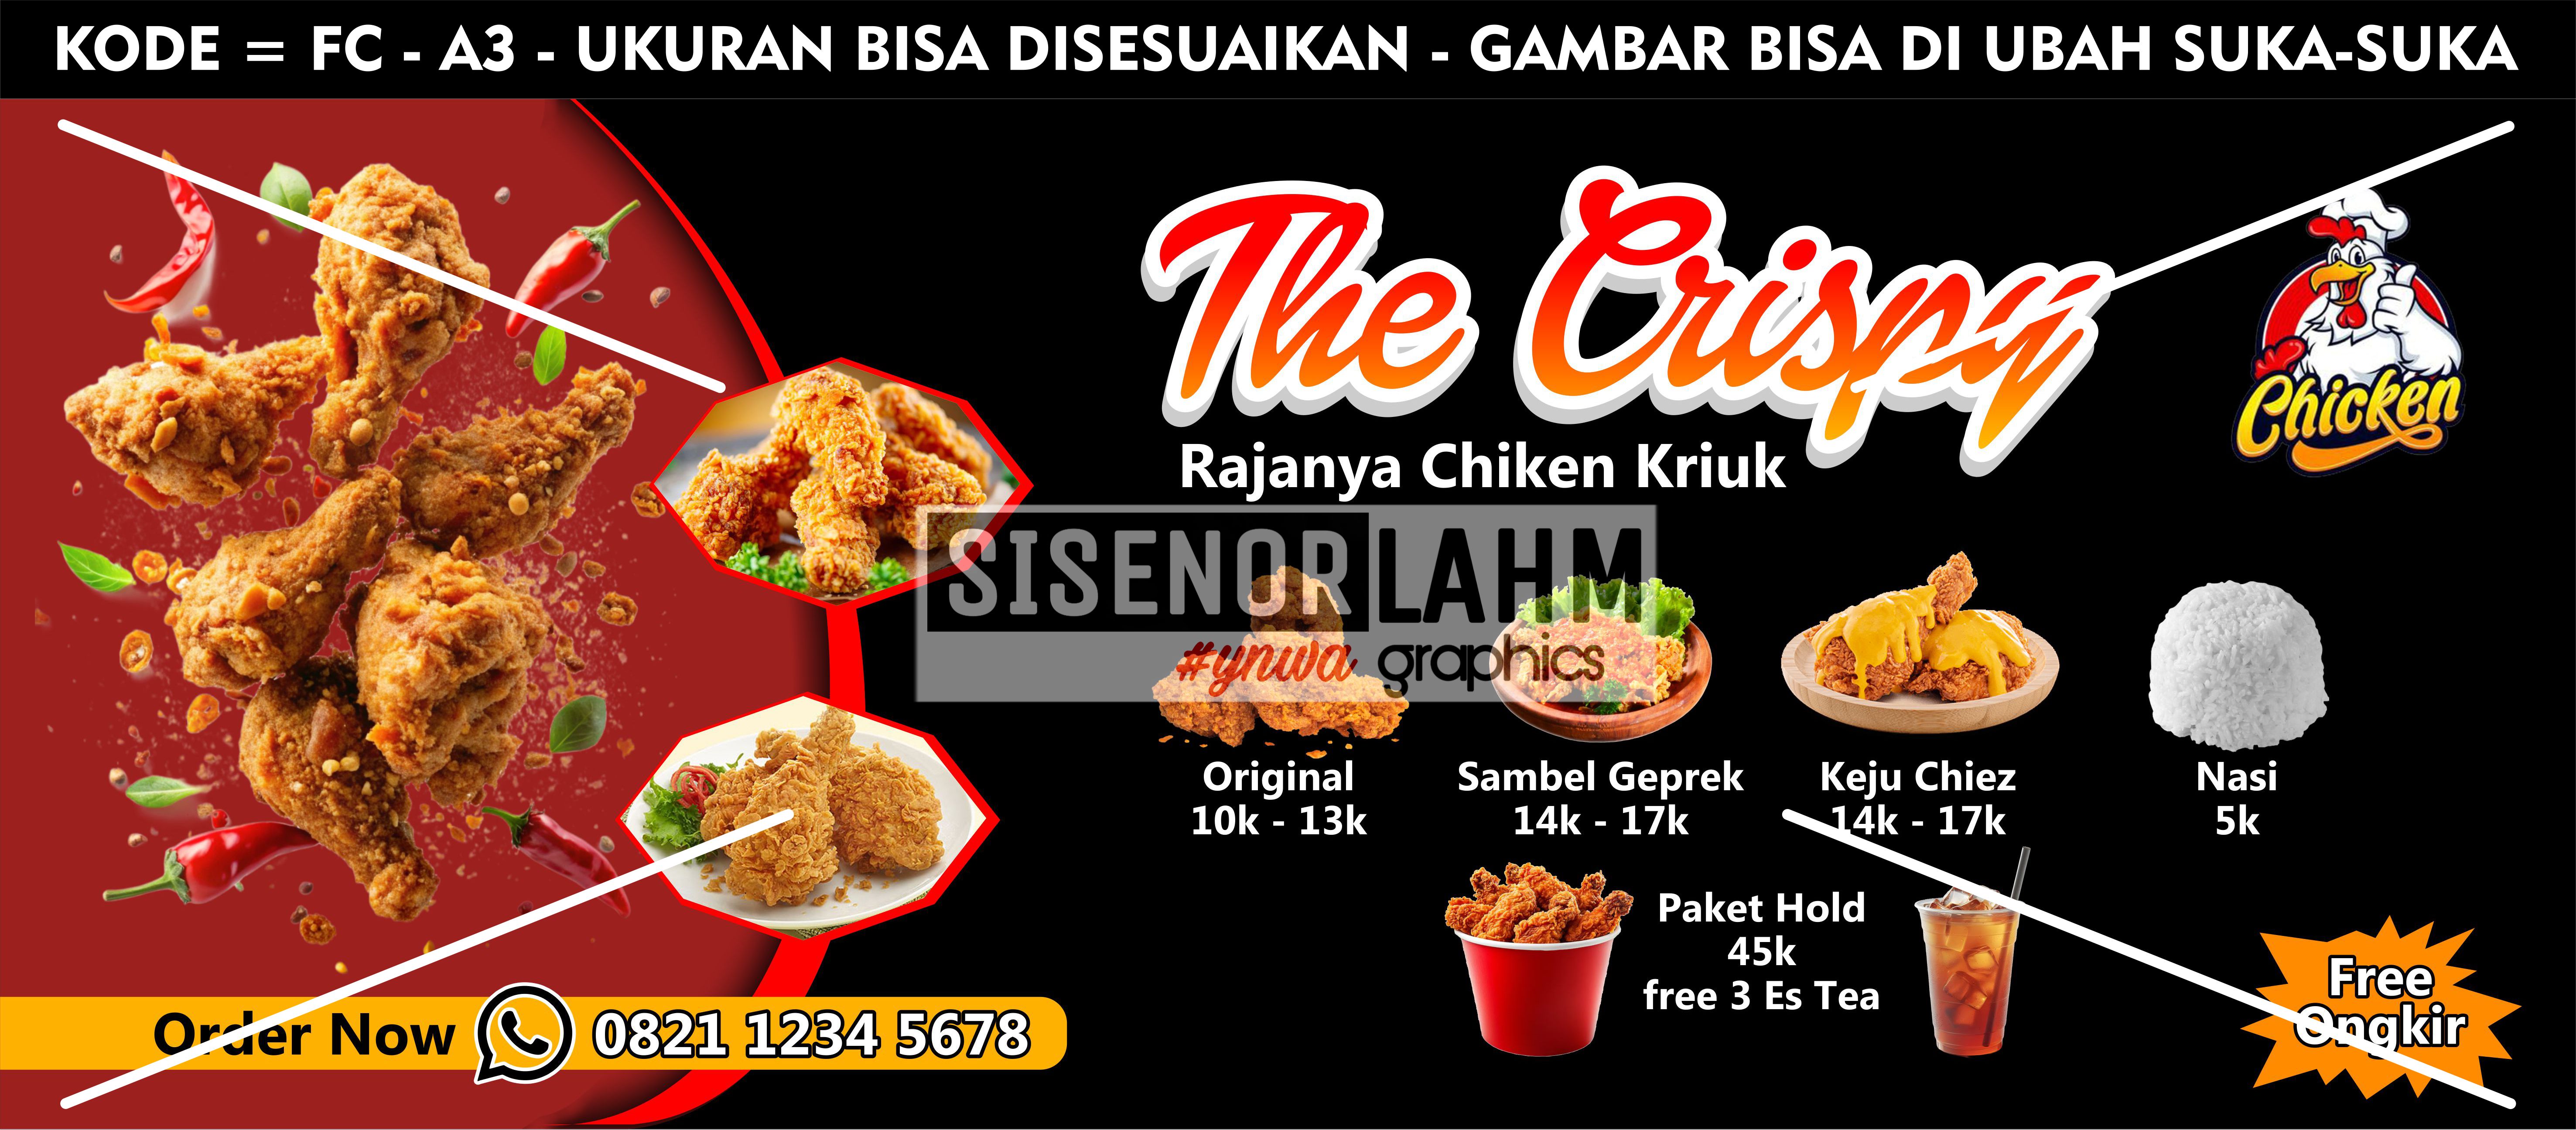 KODE = FC - A3 - UKURAN BISA DISESUAIKAN - GAMBAR BISA DI UBAH SUKA-SUKA
The Crispy
Rajanya Chiken Kriuk
Chicken
SISENOR LAHM
#ynwa graphics
Original
10k - 13k
Sambel Geprek
14k - 17k
Keju Chiez
14k - 17k
Nasi
5k
Paket Hold
45k
free 3 Es Tea
Order Now 0821 1234 5678
Free
Ongkir